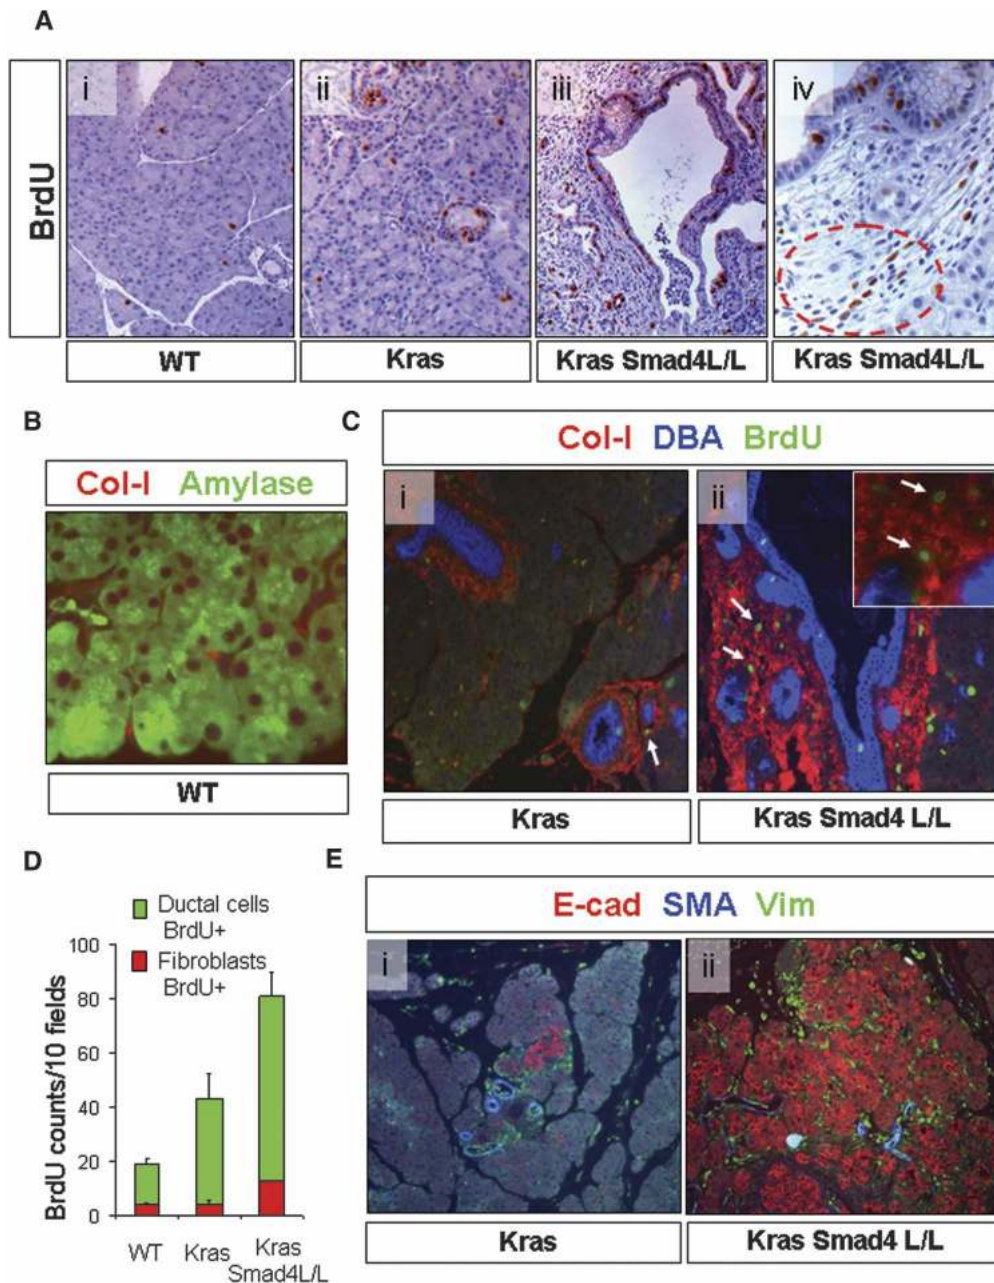 A
BrdU
i
ii
iii
iv
WT
Kras
Kras Smad4L/L
Kras Smad4L/L
B
Col-I Amylase
WT
C
Col-I DBA BrdU
i
ii
Kras
Kras Smad4 L/L
D
Ductal cells
BrdU+
Fibroblasts
BrdU+
BrdU counts/10 fields
100
80
60
40
20
0
WT
Kras
Kras
Smad4L/L
E
E-cad SMA Vim
i
ii
Kras
Kras Smad4 L/L